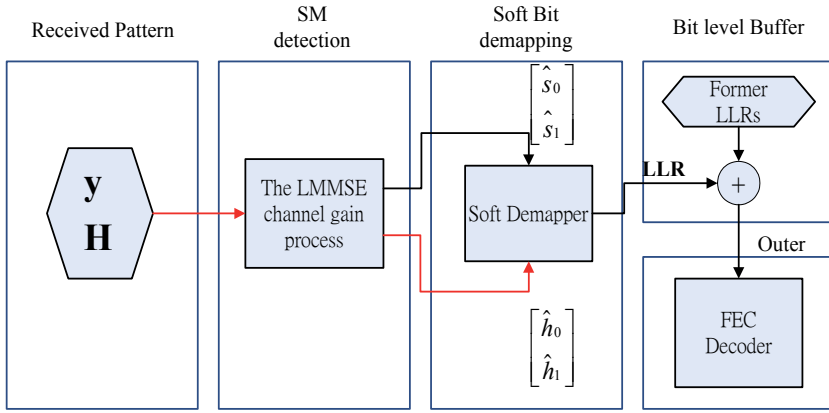 Received Pattern
SM
detection
Soft Bit
demapping
Bit level Buffer
y
H
The LMMSE
channel gain
process
ŝ0
ŝ1
Soft Demapper
ĥ0
ĥ1
LLR
Former
LLRs
+
Outer
FEC
Decoder